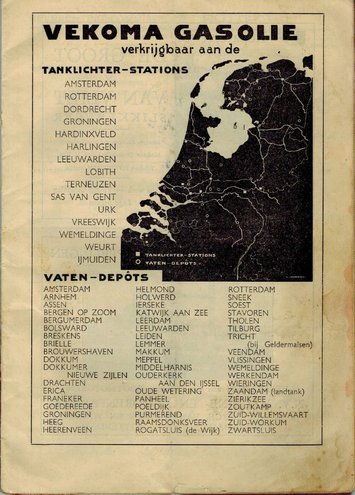 VEKOMA GASOLIE
verkrijgbaar aan de
TANKLICHTER-STATIONS
AMSTERDAM
ROTTERDAM
DORDRECHT
GRONINGEN
HARDINXVELD
HARLINGEN
LEEUWARDEN
LOBITH
TERNEUZEN
SAS VAN GENT
URK
VREESWIJK
WEMELDINGE
WEURT
IJMUIDEN
TANKLICHTER-STATIONS
VATEN-DEPÔTS
VATEN-DEPÔTS
AMSTERDAM
ARNHEM
ASSEN
BERGEN OP ZOOM
BERGUMERDAM
BOLSWARD
BRESKENS
BRIELLE
BROUWERSHAVEN
DOKKUM
DOKKUMER
NIEUWE ZIJLEN
DRACHTEN
ERICA
FRANEKER
GOEDEREEDE
GRONINGEN
HEEG
HEERENVEEN
HELMOND
HOLWERD
IERSEKE
KATWIJK AAN ZEE
LEERDAM
LEEUWARDEN
LEIDEN
LEMMER
MAKKUM
MEPPEL
MIDDELHARNIS
OUDERKERK
AAN DEN IJSSEL
OUDE WETERING
PANHEEL
POELDIJK
PURMEREND
RAAMSDONKSVEER
ROGATSLUIS (de Wijk)
ROTTERDAM
SNEEK
SOEST
STAVOREN
THOLEN
TILBURG
TRICHT
(bij Geldermalsen)
VEENDAM
VLISSINGEN
WEMELDINGE
WERKENDAM
WIERINGEN
ZAANDAM (landtank)
ZIERIKZEE
ZOUTKAMP
ZUID-WILLEMSVAART
ZUID-WORKUM
ZWARTSLUIS